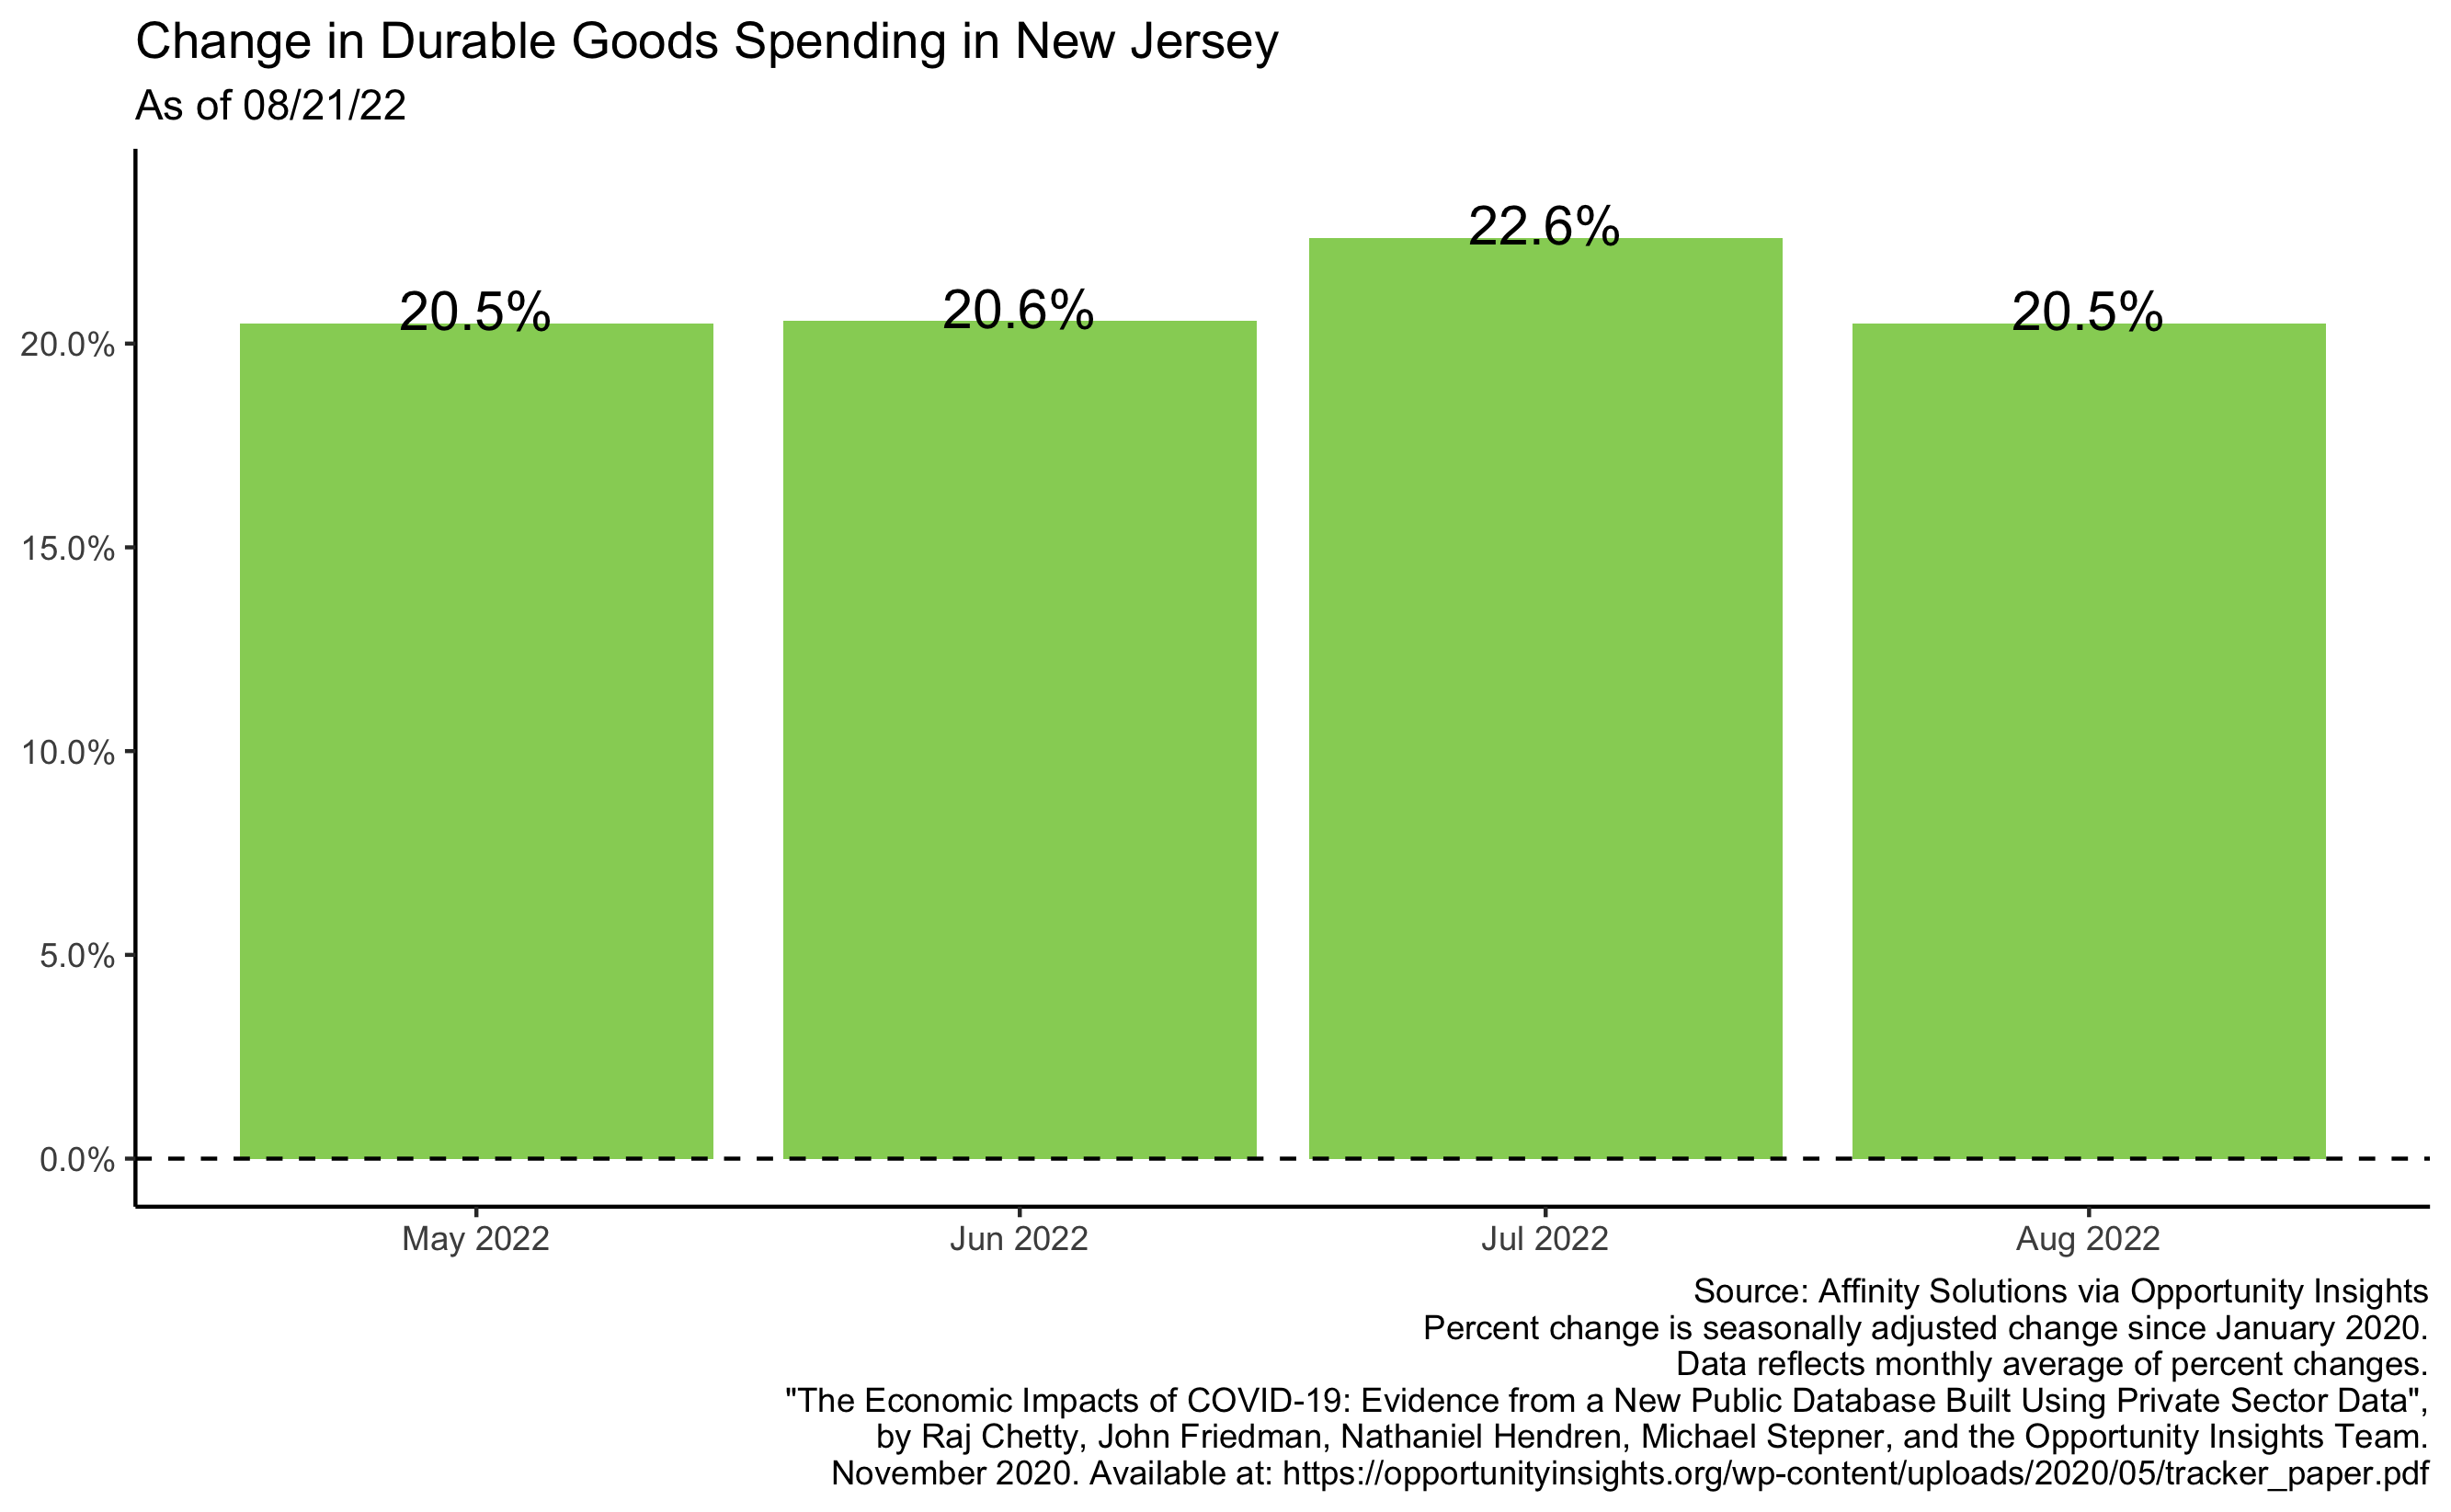 Change in Durable Goods Spending in New Jersey
As of 08/21/22
22.6%
20.5%
20.6%
20.5%
20.0%
15.0%
10.0%
5.0%
0.0%
May 2022
Jun 2022
Jul 2022
Aug 2022
Source: Affinity Solutions via Opportunity Insights
Percent change is seasonally adjusted change since January 2020.
Data reflects monthly average of percent changes.
"The Economic Impacts of COVID-19: Evidence from a New Public Database Built Using Private Sector Data",
by Raj Chetty, John Friedman, Nathaniel Hendren, Michael Stepner, and the Opportunity Insights Team.
November 2020. Available at: https://opportunityinsights.org/wp-content/uploads/2020/05/tracker_paper.pdf